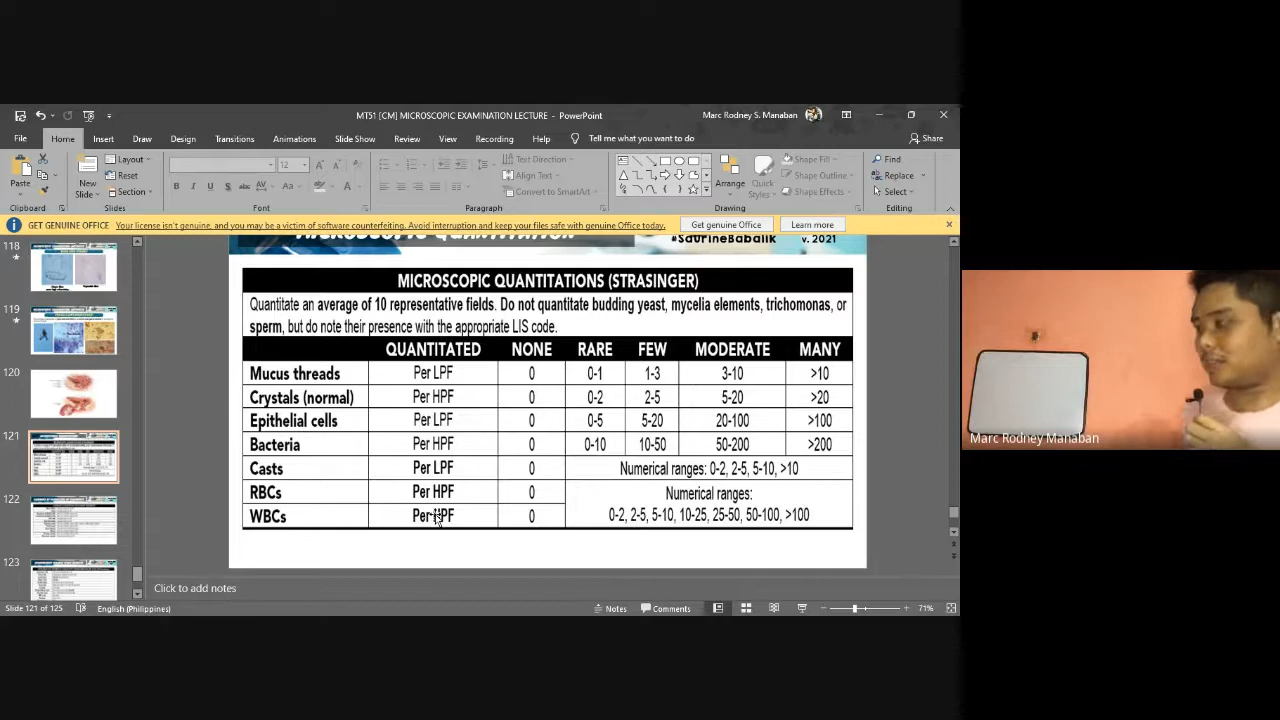 MT51 [CM] MICROSCOPIC EXAMINATION LECTURE - PowerPoint
Marc Rodney S. Manaban
File Home Insert Draw Design Transitions Animations Slide Show Review View Recording Help Tell me what you want to do Share
Paste
New
Slide
Layout
Reset
Section
12
Text Direction
Align Text
Convert to SmartArt
Arrange
Quick
Styles
Shape Fill
Shape Outline
Shape Effects
Find
Replace
Select
Clipboard Slides Font Paragraph Drawing Editing
GET GENUINE OFFICE Your license isn't genuine, and you may be a victim of software counterfeiting. Avoid interruption and keep your files safe with genuine Office today. Get genuine Office Learn more
118
119
120
121
122
123
MICROSCOPIC QUANTITATION #SaUrineBabalik v. 2021
MICROSCOPIC QUANTITATIONS (STRASINGER)
Quantitate an average of 10 representative fields. Do not quantitate budding yeast, mycelia elements, trichomonas, or
sperm, but do note their presence with the appropriate LIS code.
QUANTITATED NONE RARE FEW MODERATE MANY
Mucus threads Per LPF 0 0-1 1-3 3-10 >10
Crystals (normal) Per HPF 0 0-2 2-5 5-20 >20
Epithelial cells Per LPF 0 0-5 5-20 20-100 >100
Bacteria Per HPF 0 0-10 10-50 50-200 >200
Casts Per LPF 0 Numerical ranges: 0-2, 2-5, 5-10, >10
RBCs Per HPF 0 Numerical ranges:
WBCs Per HPF 0 0-2, 2-5, 5-10, 10-25, 25-50, 50-100, >100
Click to add notes
Slide 121 of 125 English (Philippines) Notes Comments 71%
Marc Rodney Manaban